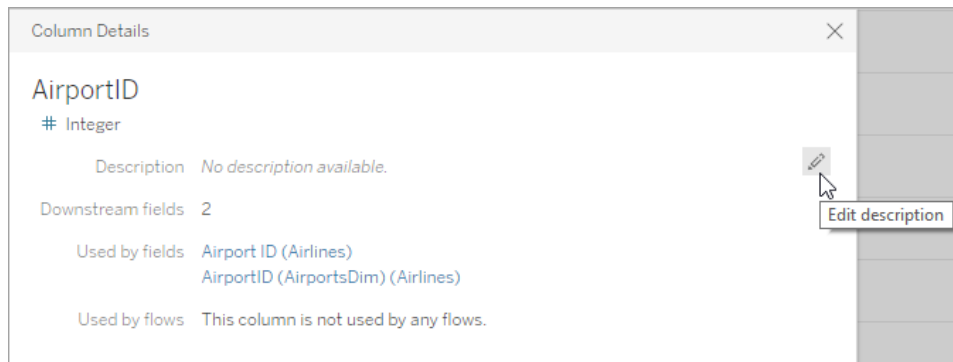 Column Details
AirportID
# Integer
Description No description available.
Edit description
Downstream fields 2
Used by fields Airport ID (Airlines)
AirportID (AirportsDim) (Airlines)
Used by flows This column is not used by any flows.